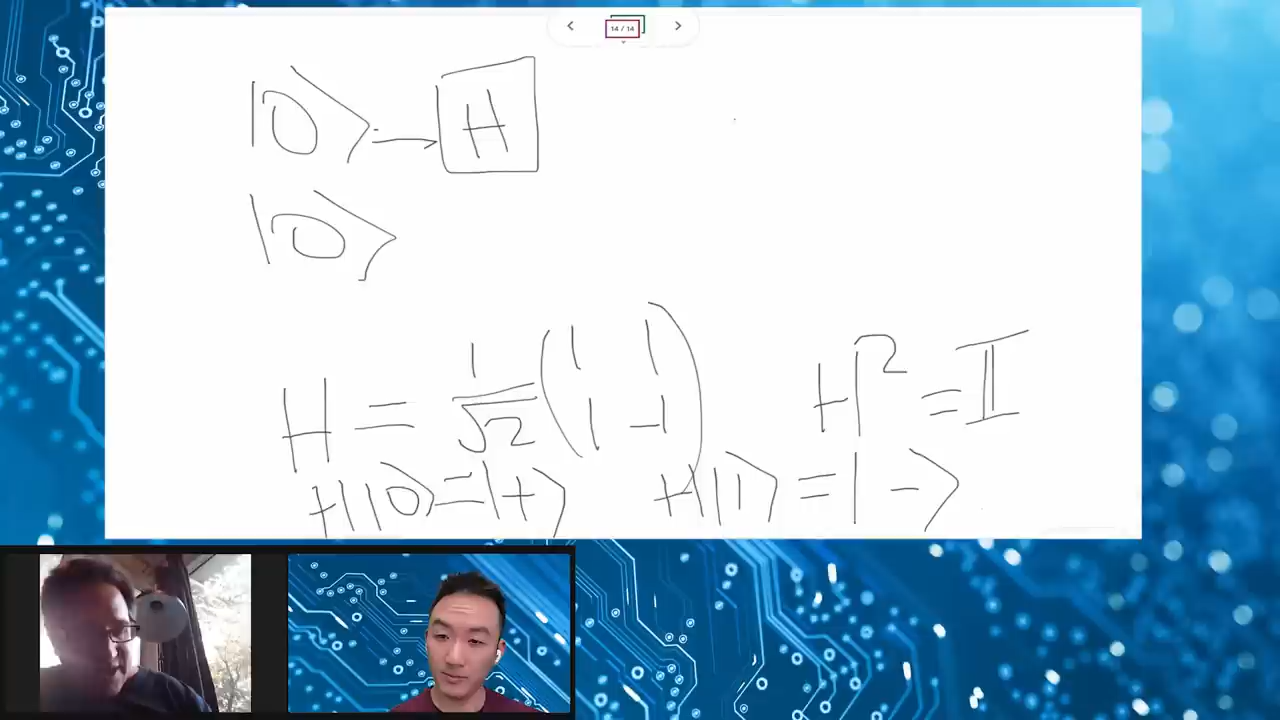 14 / 14
|0⟩ → H
|0⟩
H = 1/√2 (1 1
1 -1) H² = 𝕀
H|0⟩ = |+⟩ H|1⟩ = |-⟩